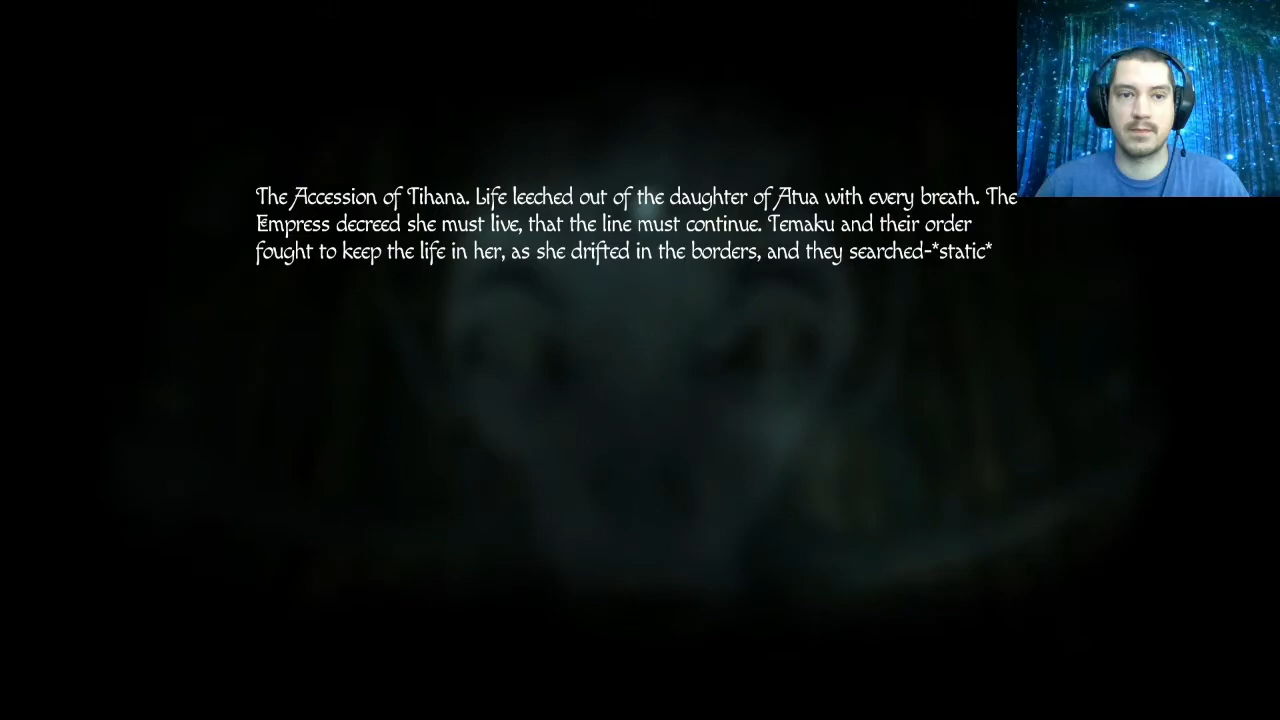 The Accession of Tihana. Life leeched out of the daughter of Atua with every breath. The
Empress decreed she must live, that the line must continue. Temaku and their order
fought to keep the life in her, as she drifted in the borders, and they searched-*static*